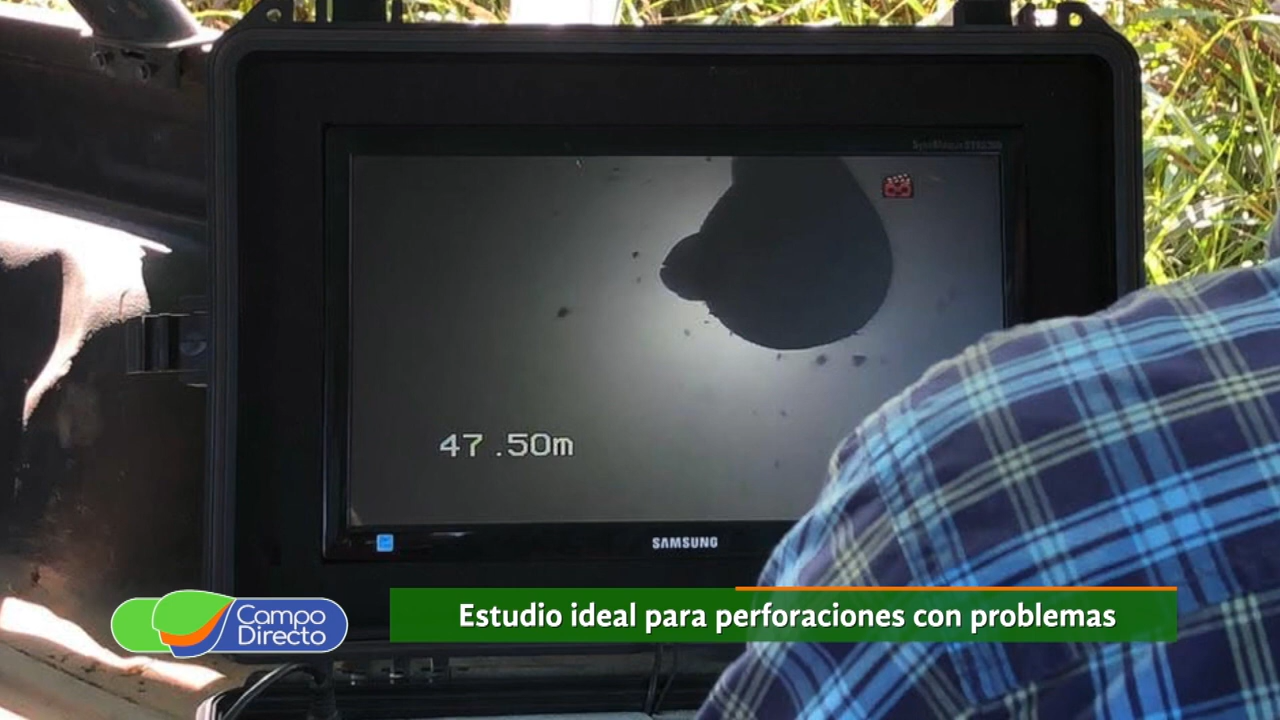 47.50m
SAMSUNG
Campo
Directo
Estudio ideal para perforaciones con problemas